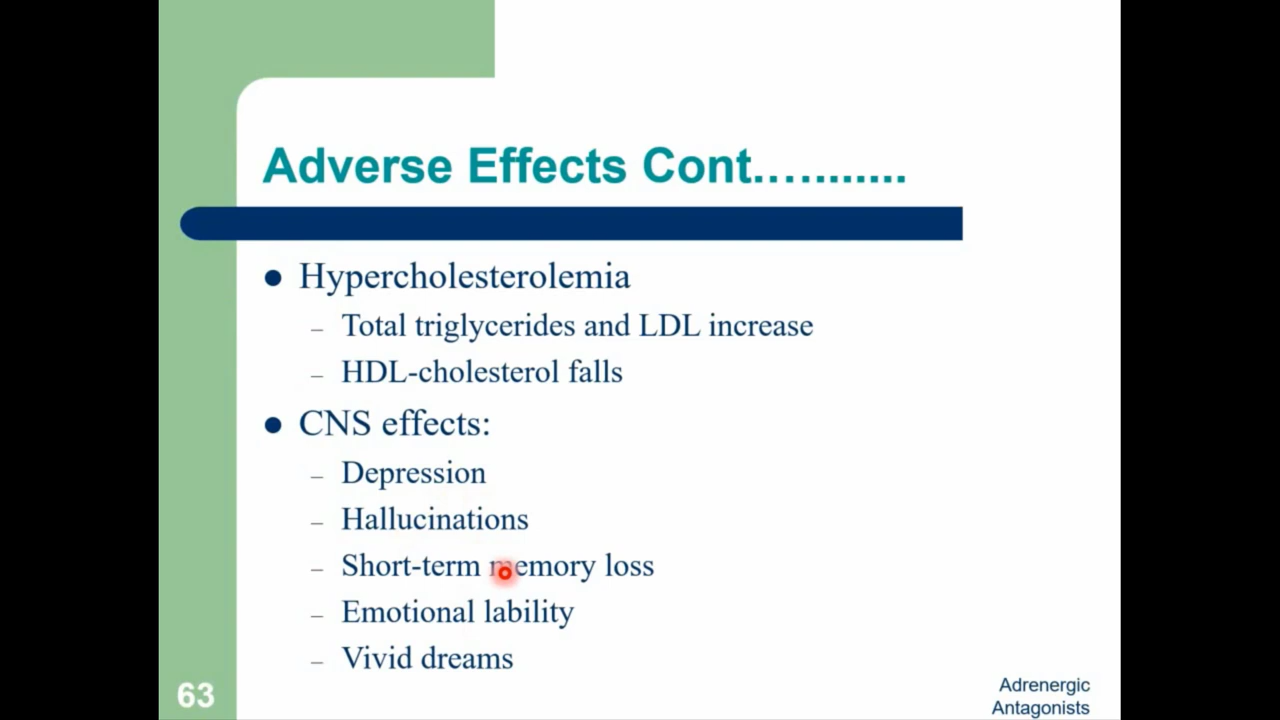 Adverse Effects Cont.….......
Hypercholesterolemia
– Total triglycerides and LDL increase
– HDL-cholesterol falls
CNS effects:
– Depression
– Hallucinations
– Short-term memory loss
– Emotional lability
– Vivid dreams
63
Adrenergic
Antagonists